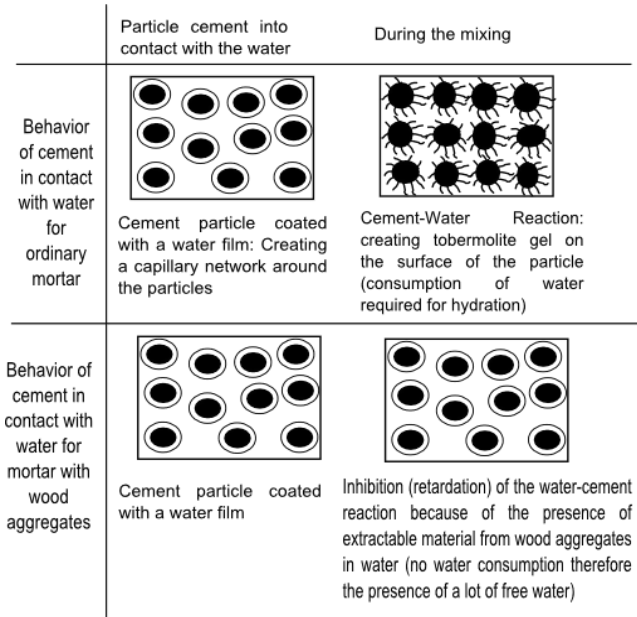 Particle cement into
contact with the water
During the mixing
Behavior
of cement
in contact
with water
for
ordinary
mortar
Cement particle coated
with a water film: Creating
a capillary network around
the particles
Cement-Water Reaction:
creating tobermolite gel on
the surface of the particle
(consumption of water
required for hydration)
Behavior of
cement in
contact with
water for
mortar with
wood
aggregates
Cement particle coated
with a water film
Inhibition (retardation) of the water-cement
reaction because of the presence of
extractable material from wood aggregates
in water (no water consumption therefore
the presence of a lot of free water)